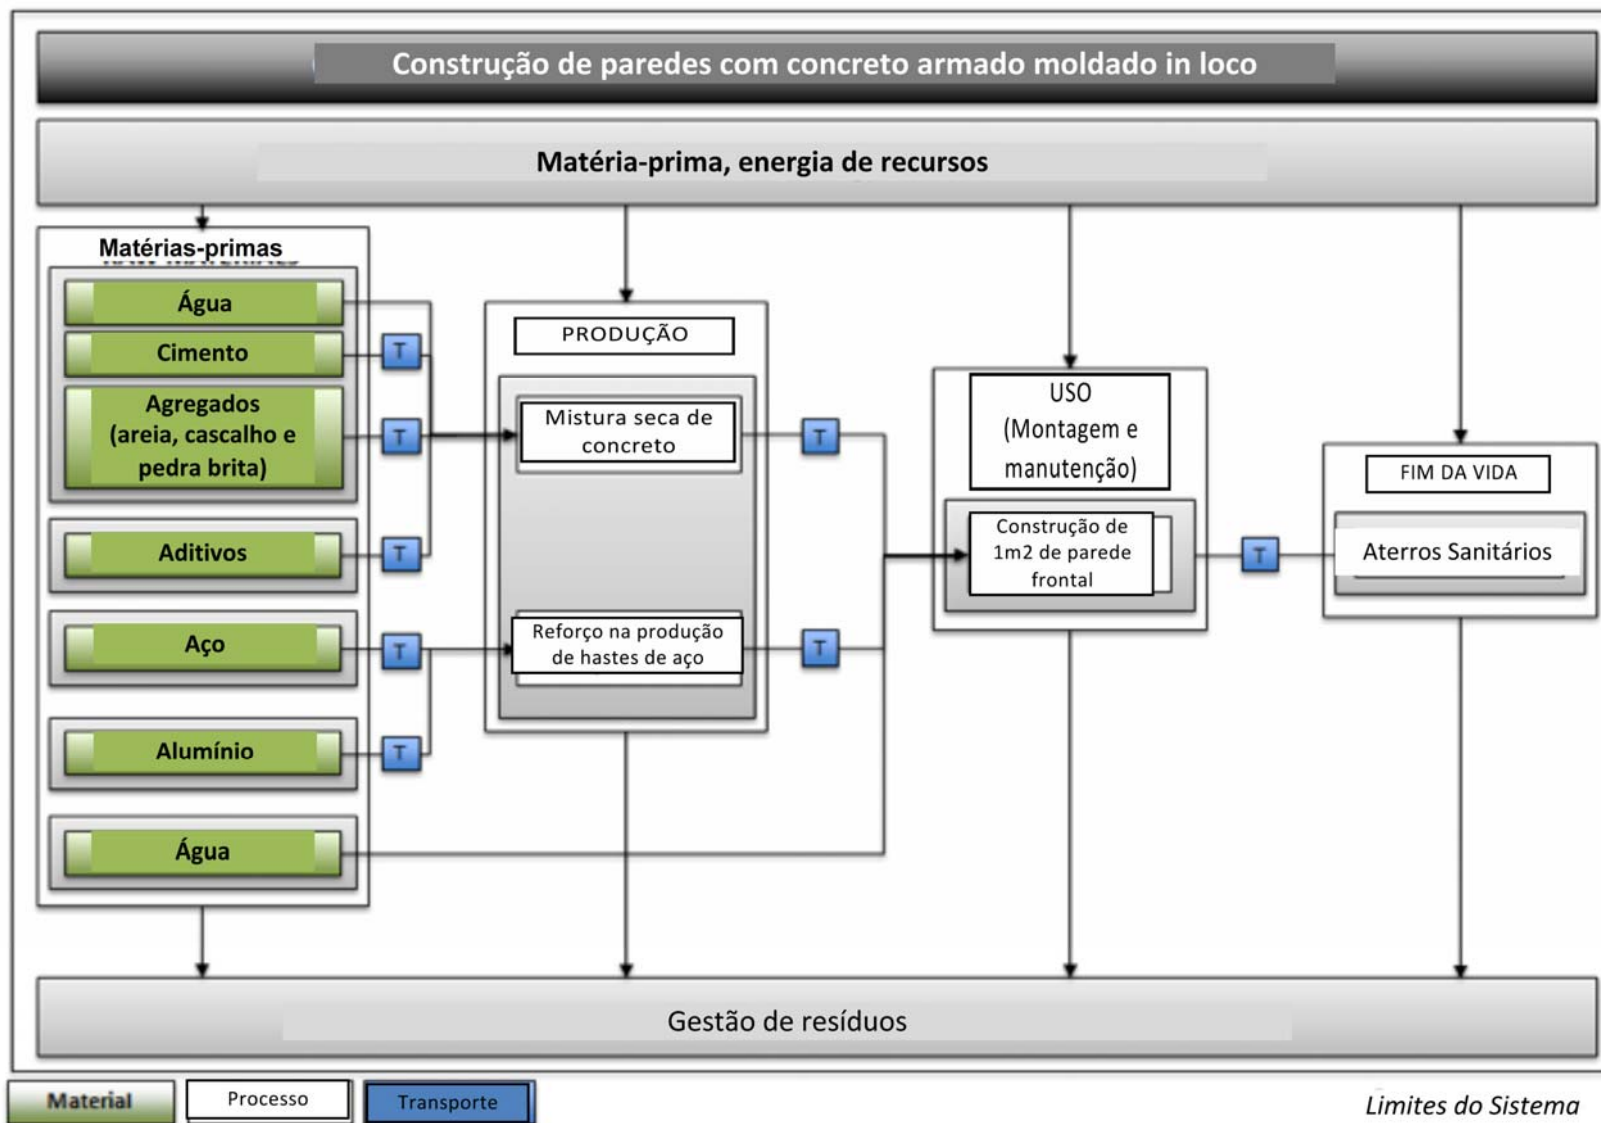 Construção de paredes com concreto armado moldado in loco
Matéria-prima, energia de recursos
Matérias-primas
Água
Cimento
Agregados
(areia, cascalho e
pedra brita)
Aditivos
Aço
Alumínio
Água
T
T
T
T
T
PRODUÇÃO
Mistura seca de
concreto
Reforço na produção
de hastes de aço
T
T
USO
(Montagem e
manutenção)
Construção de
1m2 de parede
frontal
T
FIM DA VIDA
Aterros Sanitários
Gestão de resíduos
Material
Processo
Transporte
Limites do Sistema